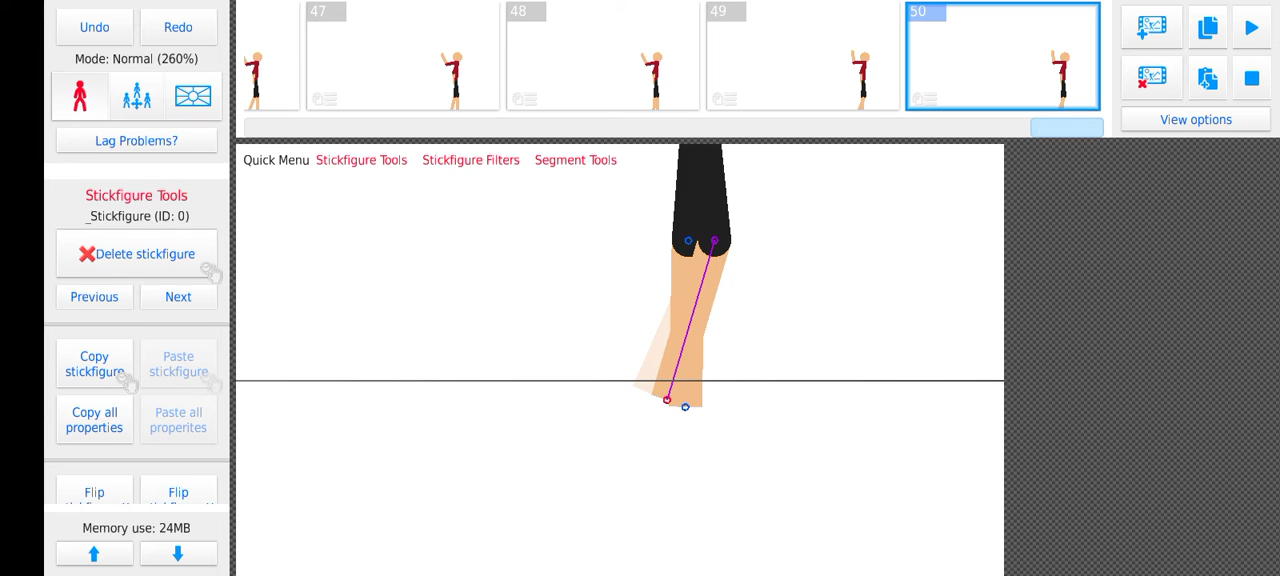 Undo
Redo
Mode: Normal (260%)
Lag Problems?
Stickfigure Tools
_Stickfigure (ID: 0)
Delete stickfigure
Previous
Next
Copy stickfigure
Paste stickfigure
Copy all properties
Paste all properites
Flip
Flip
Memory use: 24MB
47
48
49
50
View options
Quick Menu
Stickfigure Tools
Stickfigure Filters
Segment Tools